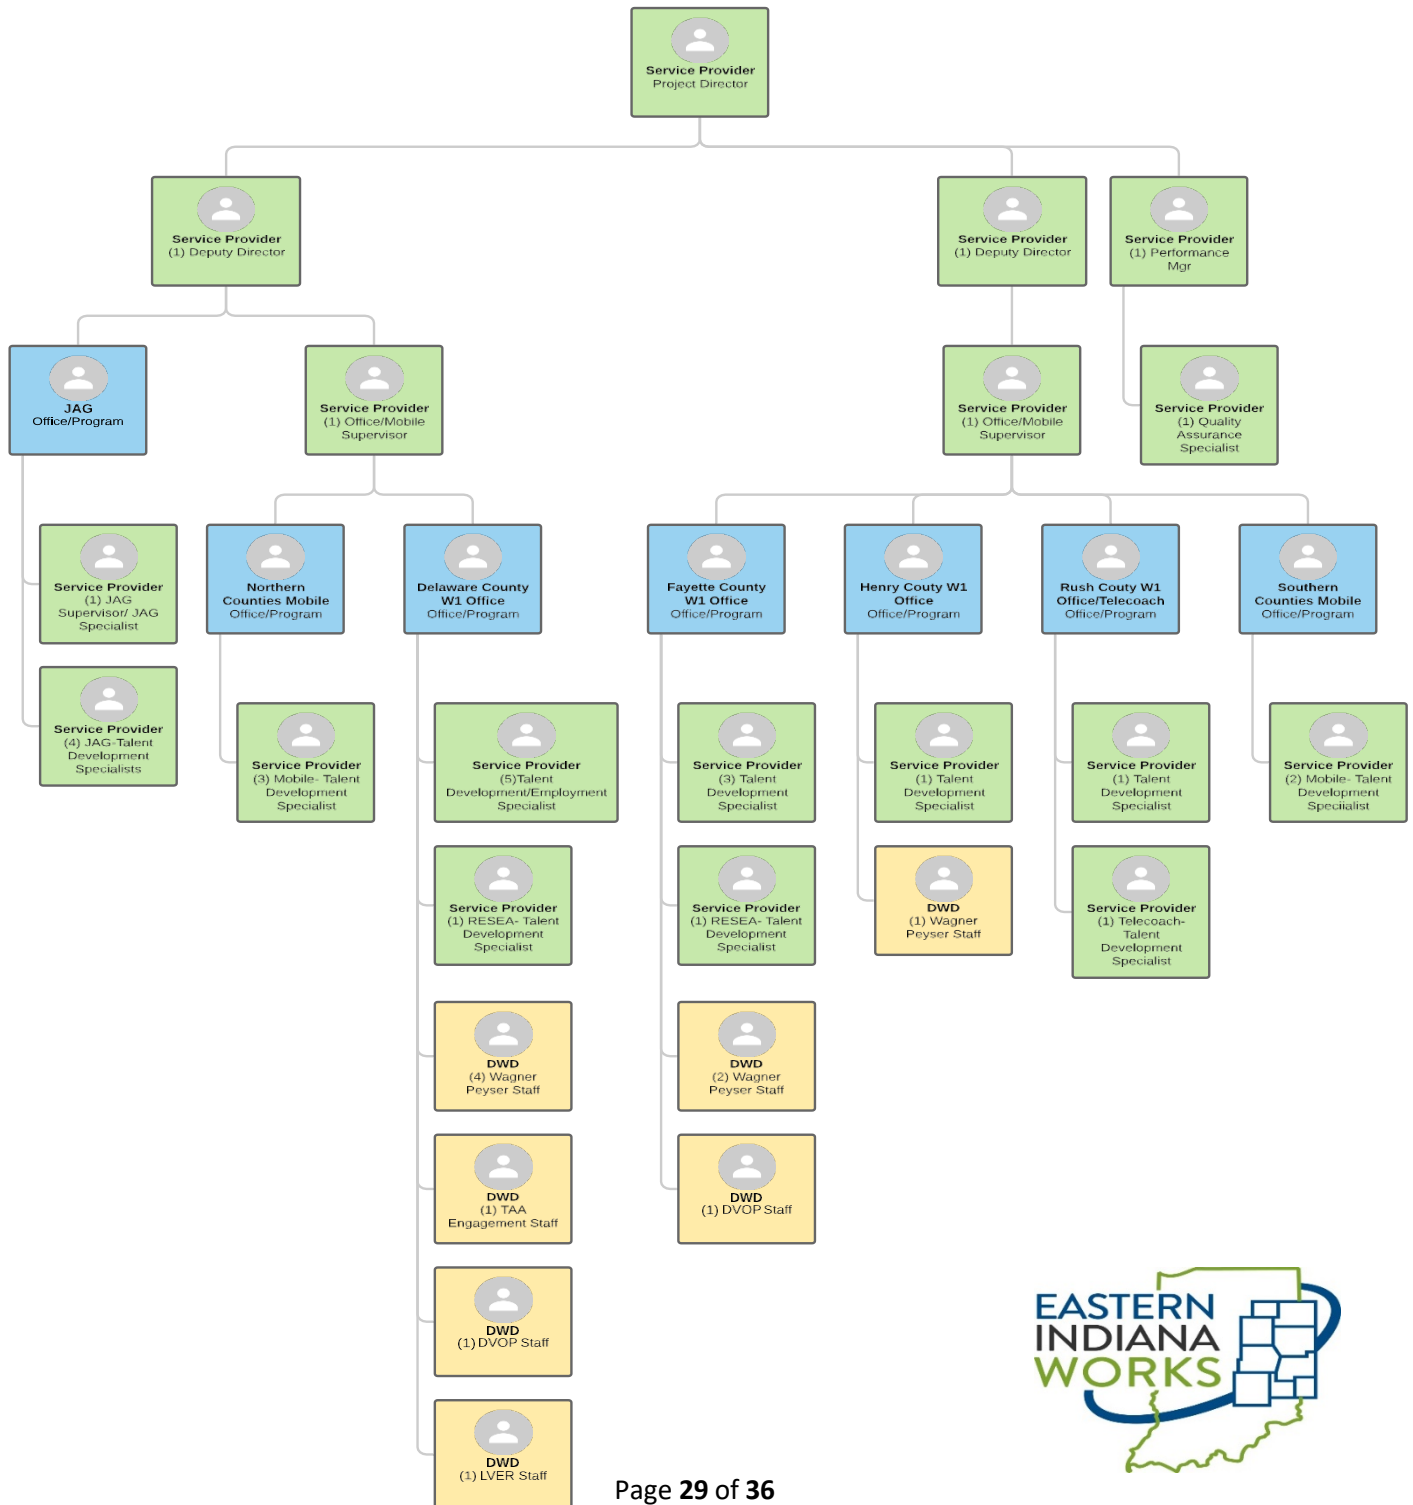 Service Provider
Project Director
Service Provider
(1) Deputy Director
Service Provider
(1) Deputy Director
Service Provider
(1) Performance
Mgr
JAG
Office/Program
Service Provider
(1) Office/Mobile
Supervisor
Service Provider
(1) Office/Mobile
Supervisor
Service Provider
(1) Quality
Assurance
Specialist
Service Provider
(1) JAG
Supervisor/ JAG
Specialist
Service Provider
(4) JAG-Talent
Development
Specialists
Northern
Counties Mobile
Office/Program
Service Provider
(3) Mobile- Talent
Development
Specialist
Delaware County
W1 Office
Office/Program
Service Provider
(5)Talent
Development/Employment
Specialist
Service Provider
(1) RESEA- Talent
Development
Specialist
DWD
(4) Wagner
Peyser Staff
DWD
(1) TAA
Engagement Staff
DWD
(1) DVOP Staff
DWD
(1) LVER Staff
Fayette County
W1 Office
Office/Program
Service Provider
(3) Talent
Development
Specialist
Service Provider
(1) RESEA- Talent
Development
Specialist
DWD
(2) Wagner
Peyser Staff
DWD
(1) DVOP Staff
Henry Couty W1
Office
Office/Program
Service Provider
(1) Talent
Development
Specialist
DWD
(1) Wagner
Peyser Staff
Rush Couty W1
Office/Telecoach
Office/Program
Service Provider
(1) Talent
Development
Specialist
Service Provider
(1) Telecoach-
Talent
Development
Specialist
Southern
Counties Mobile
Office/Program
Service Provider
(2) Mobile- Talent
Development
Speciialist
EASTERN
INDIANA
WORKS
Page 29 of 36